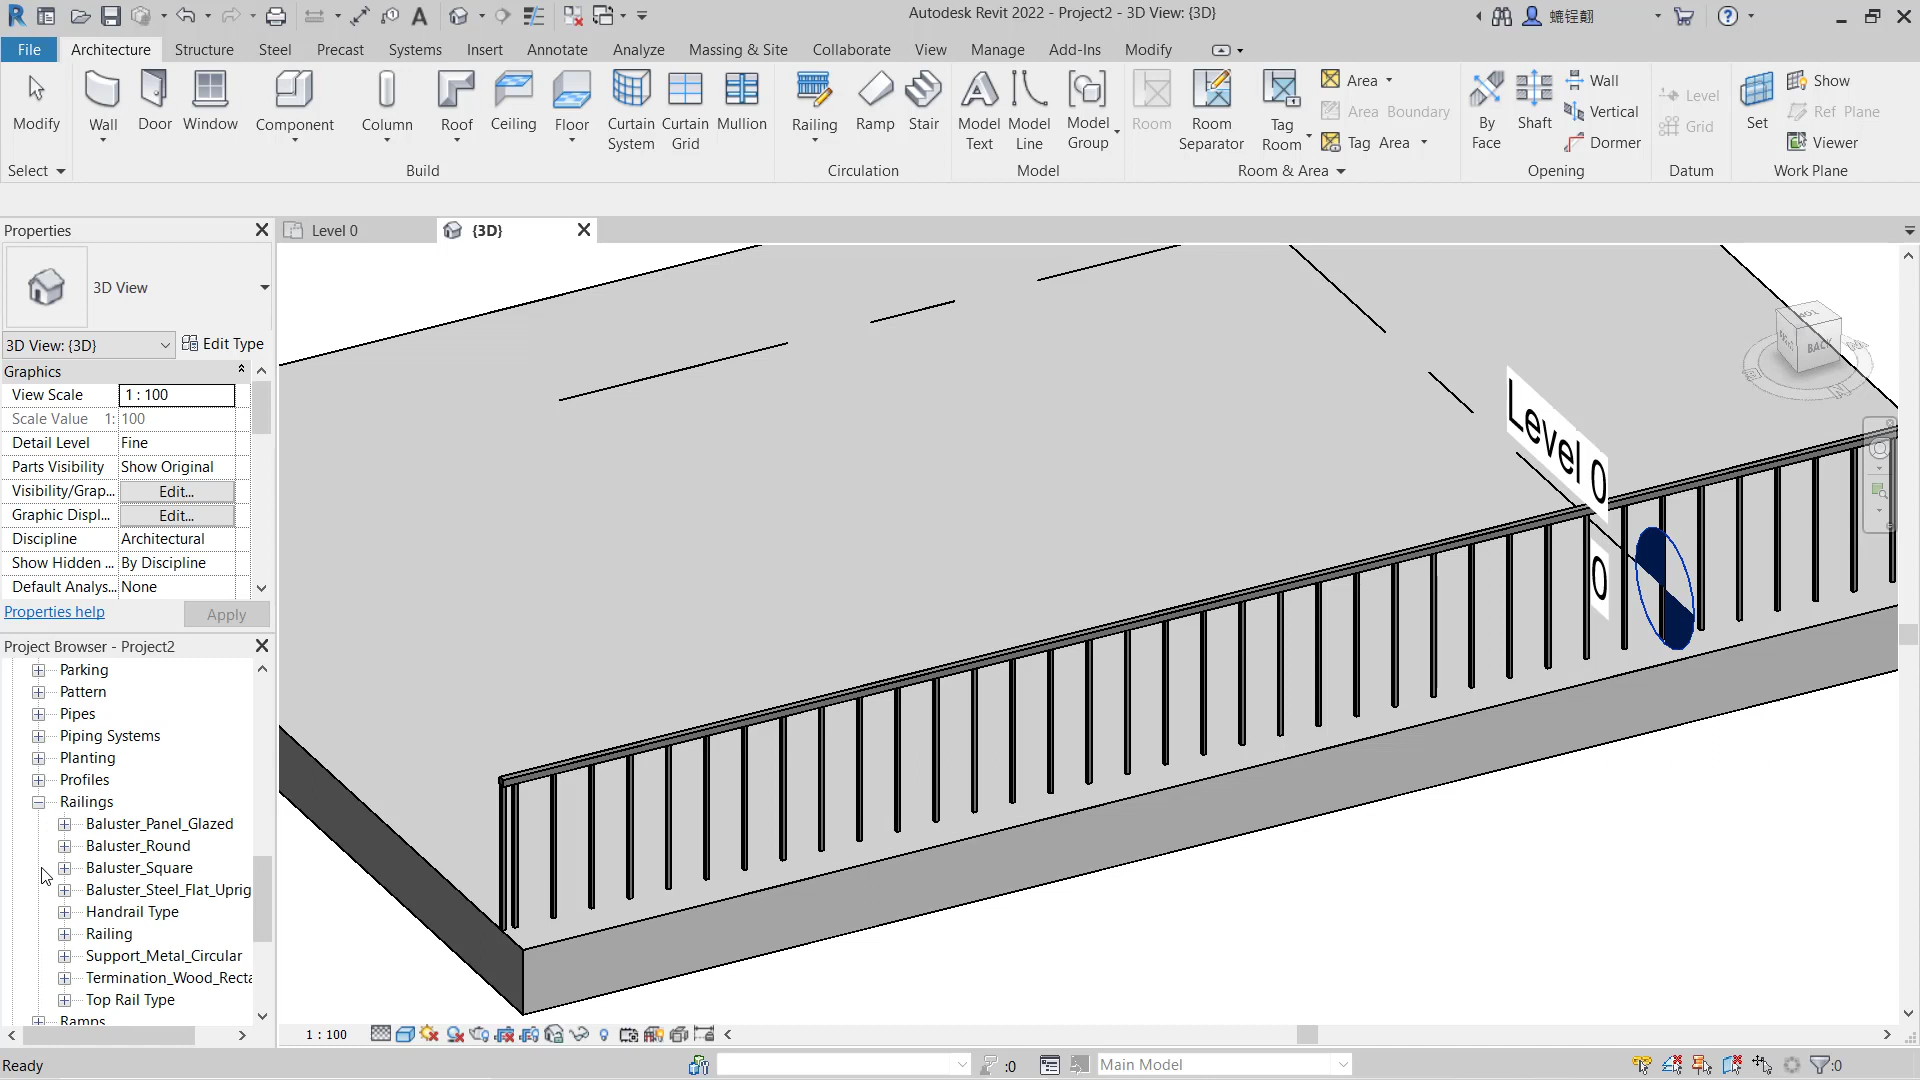 Autodesk Revit 2022 - Project2 - 3D View: {3D}
File Architecture Structure Steel Precast Systems Insert Annotate Analyze Massing & Site Collaborate View Manage Add-Ins Modify
Modify Wall Door Window Component Column Roof Ceiling Floor Curtain System Curtain Grid Mullion Railing Ramp Stair Model Text Model Line Model Group Room Room Separator Tag Room
Area
Area Boundary
Tag Area
By Face
Shaft
Wall
Vertical
Dormer
Level
Grid
Set
Show
Ref Plane
Viewer
Select Build Circulation Model Room & Area Opening Datum Work Plane
Properties
Level 0 {3D}
3D View
3D View: {3D} Edit Type
Graphics
View Scale 1 : 100
Scale Value 1: 100
Detail Level Fine
Parts Visibility Show Original
Visibility/Grap... Edit...
Graphic Displ... Edit...
Discipline Architectural
Show Hidden ... By Discipline
Default Analys... None
Properties help Apply
Project Browser - Project2
Parking
Pattern
Pipes
Piping Systems
Planting
Profiles
Railings
Baluster_Panel_Glazed
Baluster_Round
Baluster_Square
Baluster_Steel_Flat_Uprig
Handrail Type
Railing
Support_Metal_Circular
Termination_Wood_Recta
Top Rail Type
Ramps
Level 0
0
TOP
BACK
1 : 100
Ready
:0
Main Model
:0